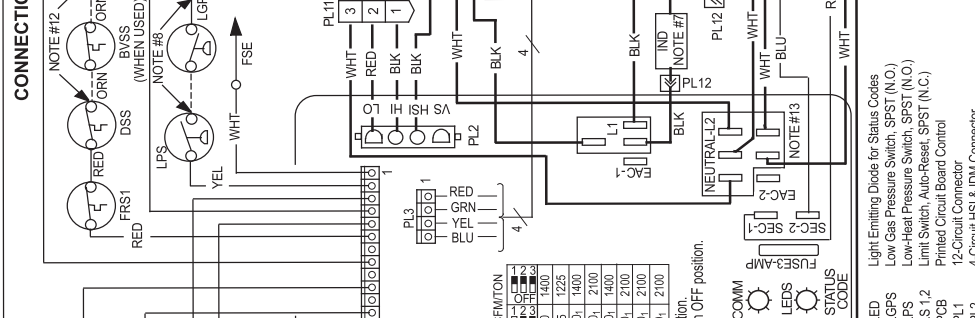 CONNECTIC
NOTE #12
ORN
BVSS
(WHEN USED)
NOTE #8
LGP
FSE
ORN
DSS
LPS
WHT
RED
YEL
FRS1
RED
PL11
3 2 1
WHT
RED
BLK
BLK
LO
HI
HSI
VS
PL2
1
PL3
1
RED
GRN
YEL
BLU
4
4
WHT
BLK
BLK
IND
NOTE #7
PL12
PL12
BLK
L1
EAC-1
WHT
WHT
BLU
WHT
NEUTRAL-L2
NOTE #13
EAC-2
SEC-1
SEC-2
FUSE3-AMP
COMM
LEDS
STATUS
CODE
FM/TON
1 2 3
OFF
1 2 3
1400
1225
1400
2100
1400
2100
2100
2100
n OFF position.
tion.
Light Emitting Diode for Status Codes
Low Gas Pressure Switch, SPST (N.O.)
Low-Heat Pressure Switch, SPST (N.O.)
Limit Switch, Auto-Reset, SPST (N.C.)
Printed Circuit Board Control
12-Circuit Connector
4-Circuit HSI & IDM Connector
ED
GPS
PS
S 1,2
PCB
PL1
PL2